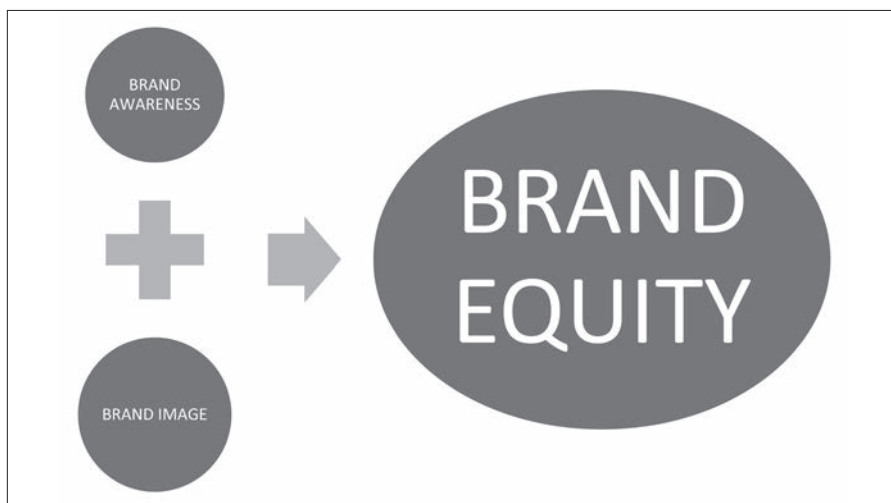 BRAND
AWARENESS
BRAND IMAGE
BRAND
EQUITY